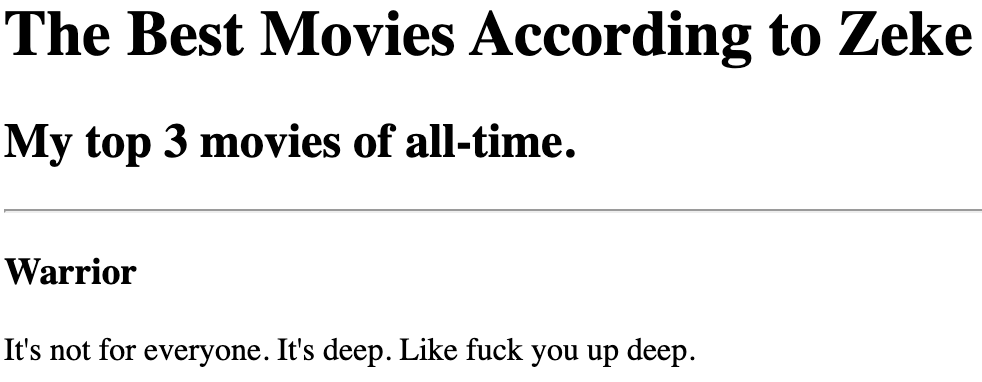 The Best Movies According to Zeke
My top 3 movies of all-time.
Warrior
It's not for everyone. It's deep. Like fuck you up deep.